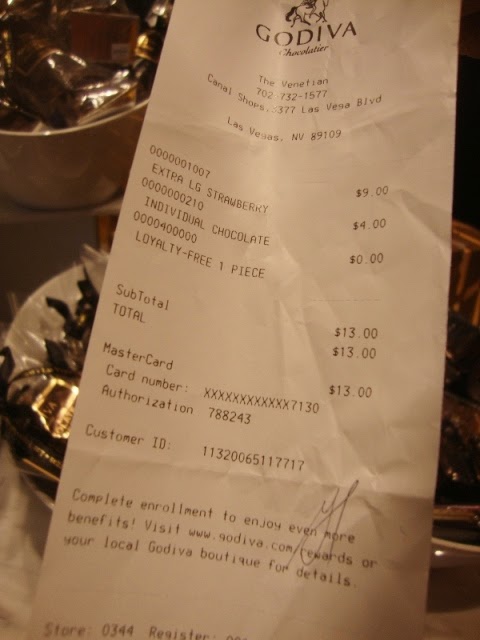 GODIVA
Chocolatier
The Venetian
702-732-1577
Canal Shops,.3377 Las Vega Blvd
Las Vegas, NV 89109
0000001007
EXTRA LG STRAWBERRY $9.00
0000000210
INDIVIDUAL CHOCOLATE $4.00
0000400000
LOYALTY-FREE 1 PIECE $0.00
SubTotal $13.00
TOTAL $13.00
MasterCard $13.00
Card number: XXXXXXXXXXXX7130
Authorization 788243
Customer ID: 11320065117717
Complete enrollment to enjoy even more
benefits! Visit www.godiva.com/rewards or
your local Godiva boutique for details.
Store: 0344 Register: